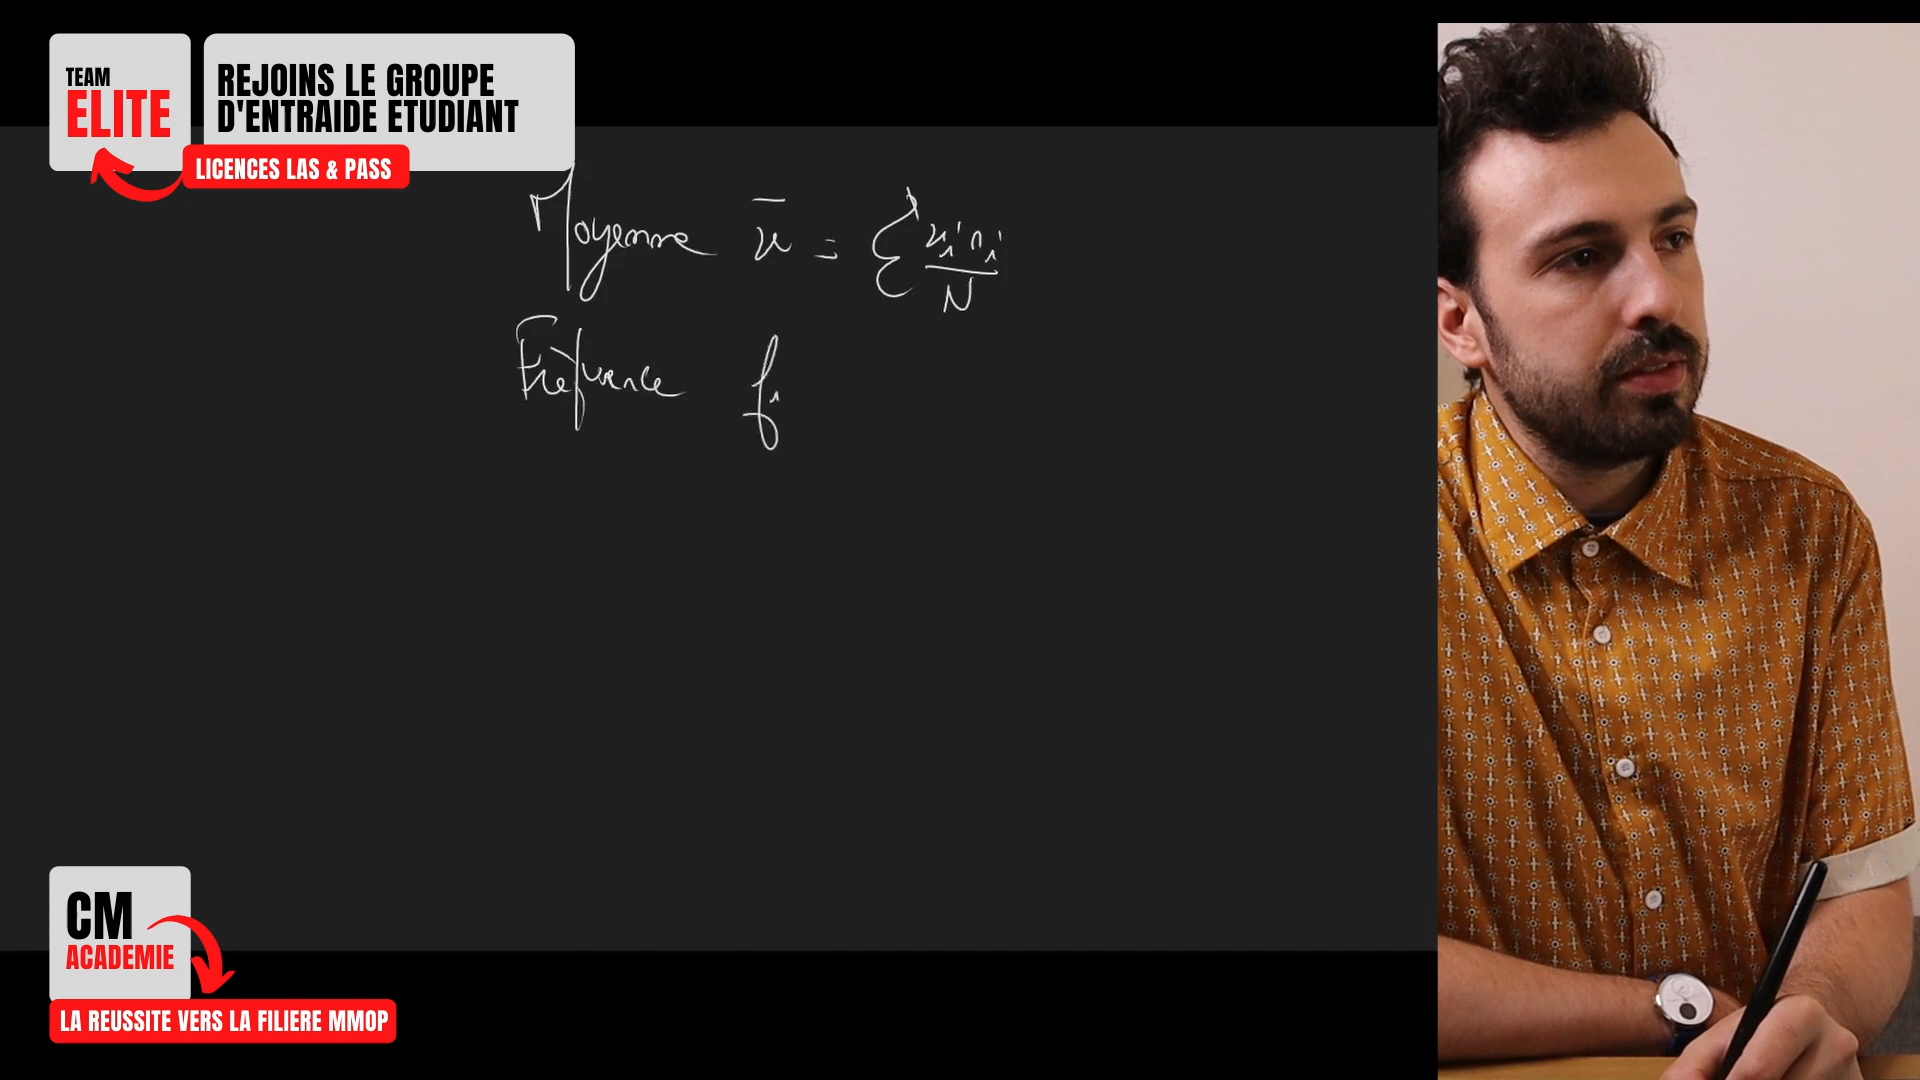 TEAM
ELITE
REJOINS LE GROUPE
D'ENTRAIDE ETUDIANT
LICENCES LAS & PASS
Moyenne x̄ = Σ xᵢnᵢ / N
Fréquence fᵢ
CM
ACADEMIE
LA REUSSITE VERS LA FILIERE MMOP